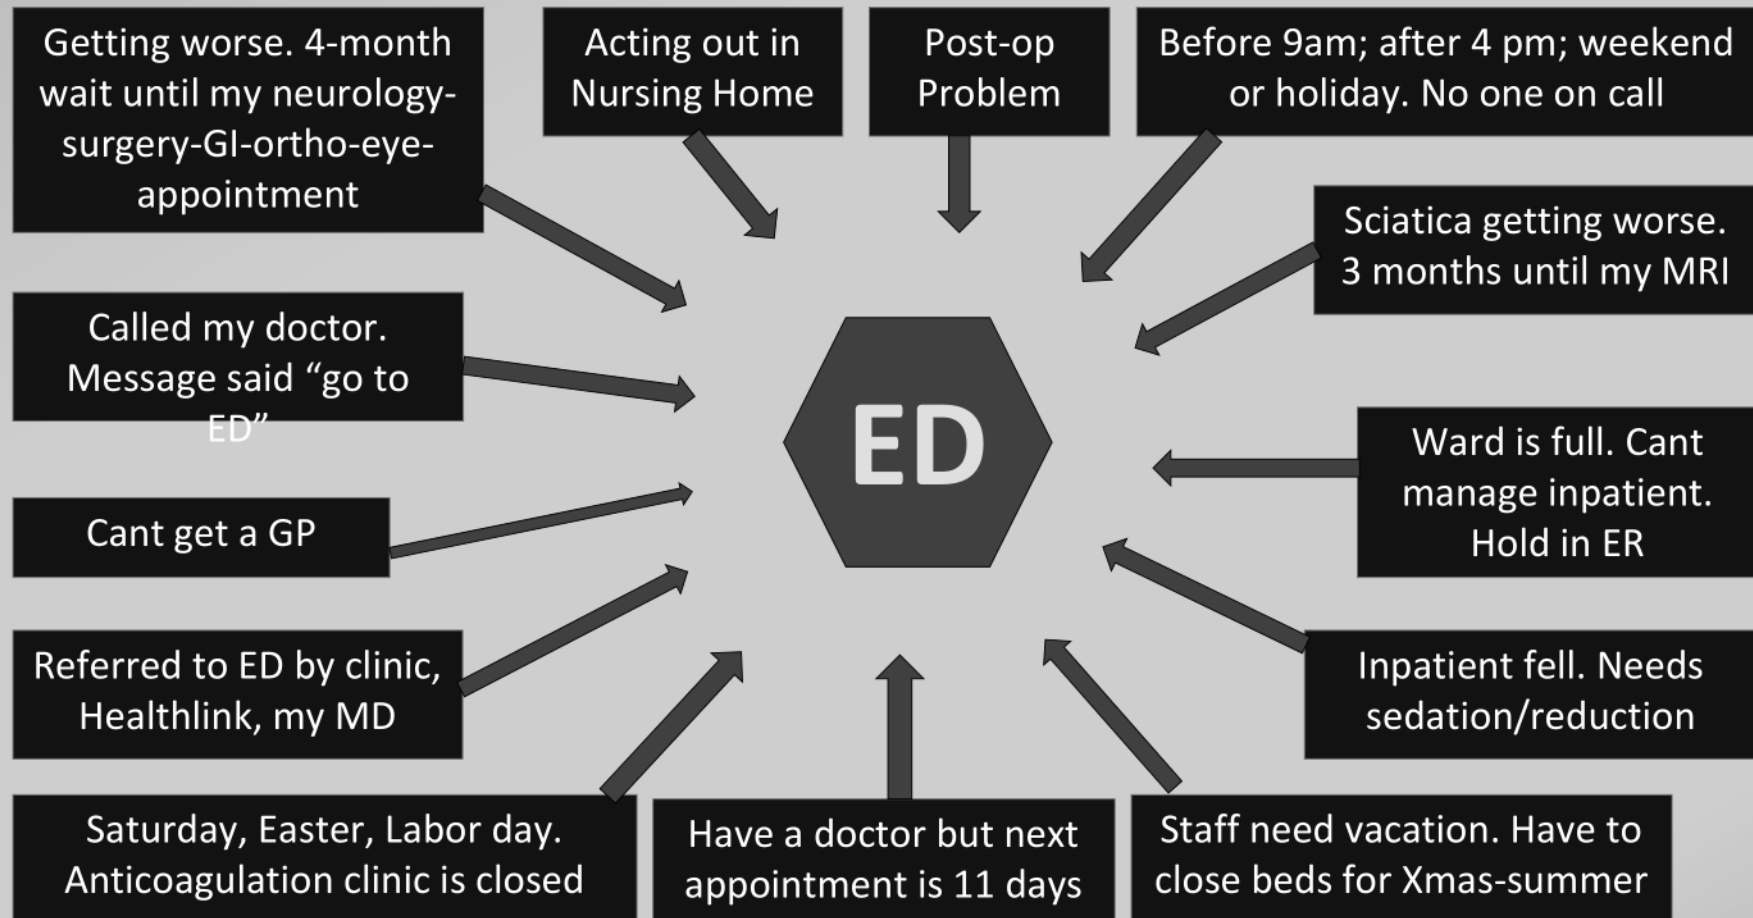 Getting worse. 4-month
wait until my neurology-
surgery-GI-ortho-eye-
appointment
Acting out in
Nursing Home
Post-op
Problem
Before 9am; after 4 pm; weekend
or holiday. No one on call
Sciatica getting worse.
3 months until my MRI
Called my doctor.
Message said “go to
ED”
ED
Ward is full. Cant
manage inpatient.
Hold in ER
Cant get a GP
Referred to ED by clinic,
Healthlink, my MD
Inpatient fell. Needs
sedation/reduction
Saturday, Easter, Labor day.
Anticoagulation clinic is closed
Have a doctor but next
appointment is 11 days
Staff need vacation. Have to
close beds for Xmas-summer